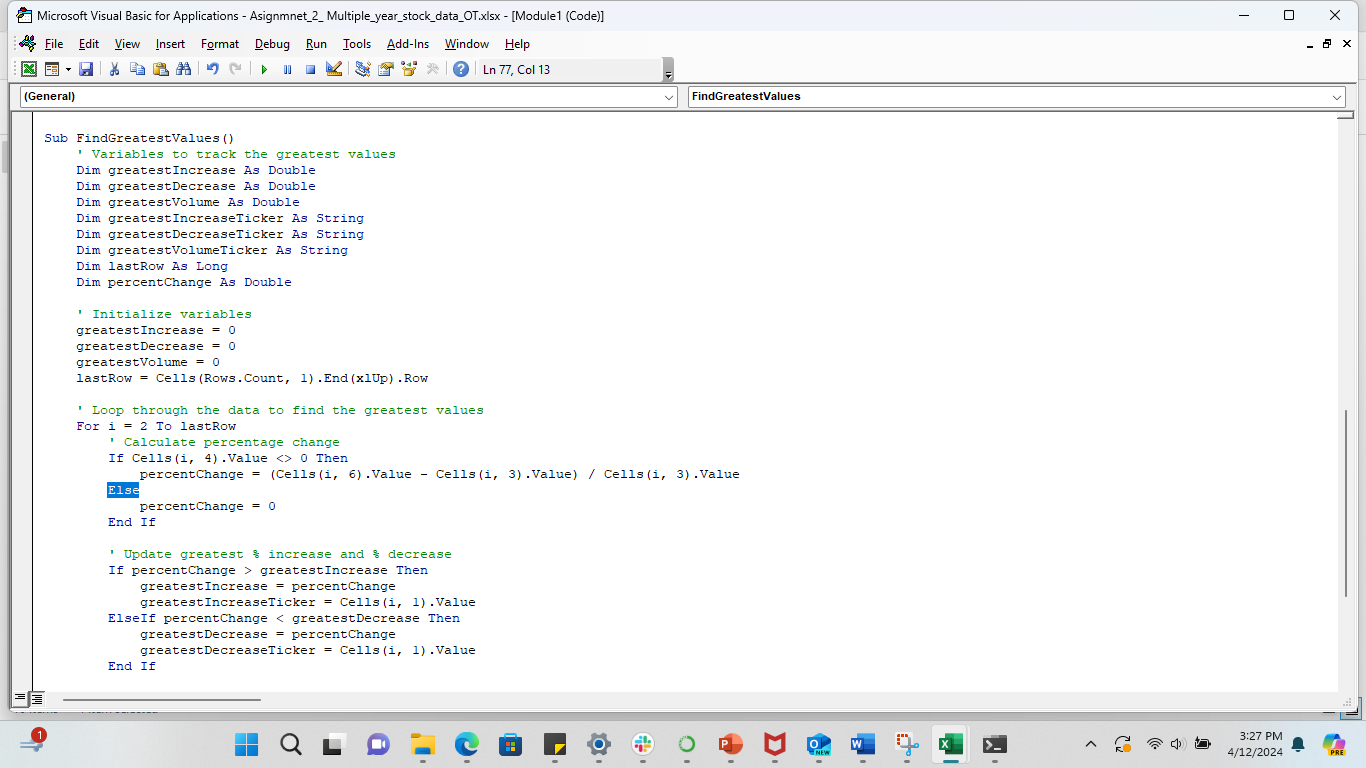 Microsoft Visual Basic for Applications - Asignmnet_2_ Multiple_year_stock_data_OT.xlsx - [Module1 (Code)]
File Edit View Insert Format Debug Run Tools Add-Ins Window Help
Ln 77, Col 13
(General) FindGreatestValues
Sub FindGreatestValues()
' Variables to track the greatest values
Dim greatestIncrease As Double
Dim greatestDecrease As Double
Dim greatestVolume As Double
Dim greatestIncreaseTicker As String
Dim greatestDecreaseTicker As String
Dim greatestVolumeTicker As String
Dim lastRow As Long
Dim percentChange As Double
' Initialize variables
greatestIncrease = 0
greatestDecrease = 0
greatestVolume = 0
lastRow = Cells(Rows.Count, 1).End(xlUp).Row
' Loop through the data to find the greatest values
For i = 2 To lastRow
' Calculate percentage change
If Cells(i, 4).Value <> 0 Then
percentChange = (Cells(i, 6).Value - Cells(i, 3).Value) / Cells(i, 3).Value
Else
percentChange = 0
End If
' Update greatest % increase and % decrease
If percentChange > greatestIncrease Then
greatestIncrease = percentChange
greatestIncreaseTicker = Cells(i, 1).Value
ElseIf percentChange < greatestDecrease Then
greatestDecrease = percentChange
greatestDecreaseTicker = Cells(i, 1).Value
End If
1
NEW
PRE
3:27 PM
4/12/2024